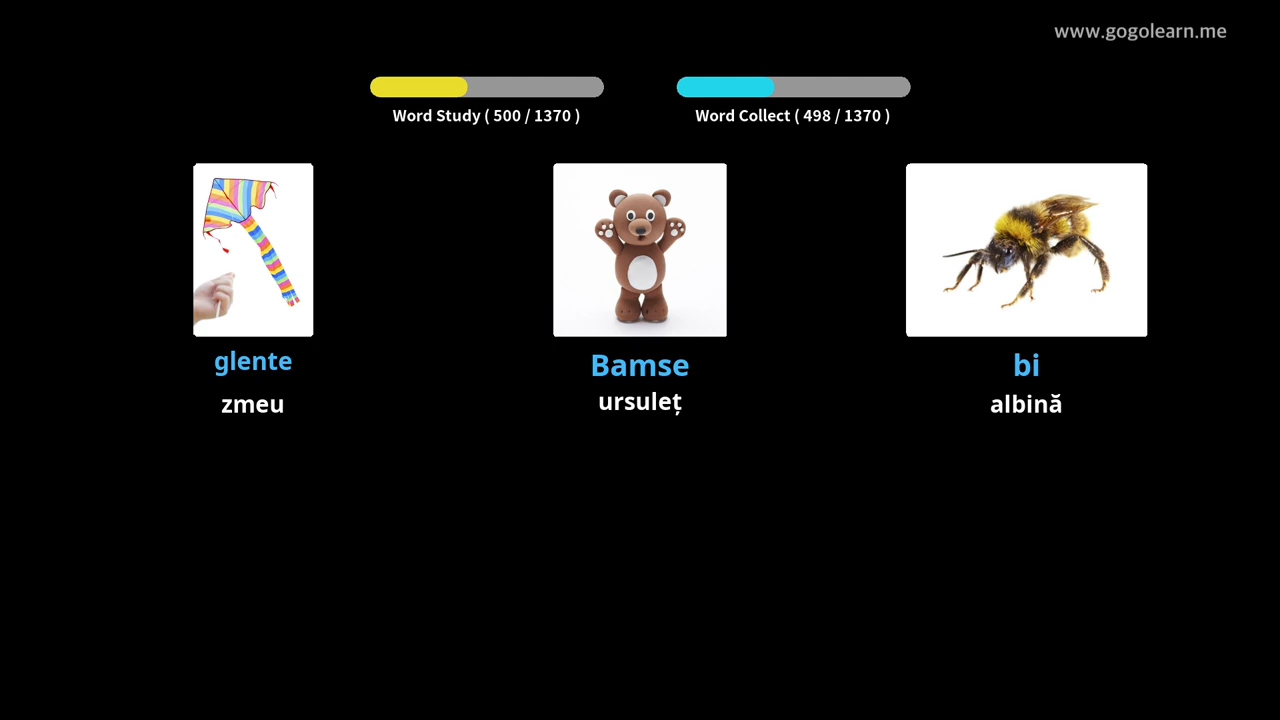 www.gogolearn.me
Word Study ( 500 / 1370 )
Word Collect ( 498 / 1370 )
glente
zmeu
Bamse
ursuleț
bi
albină